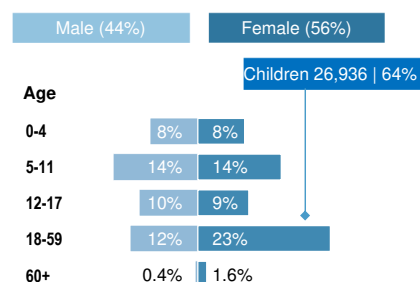 Male (44%) Female (56%)
Children 26,936 | 64%
Age
0-4 8% 8%
5-11 14% 14%
12-17 10% 9%
18-59 12% 23%
60+ 0.4% 1.6%